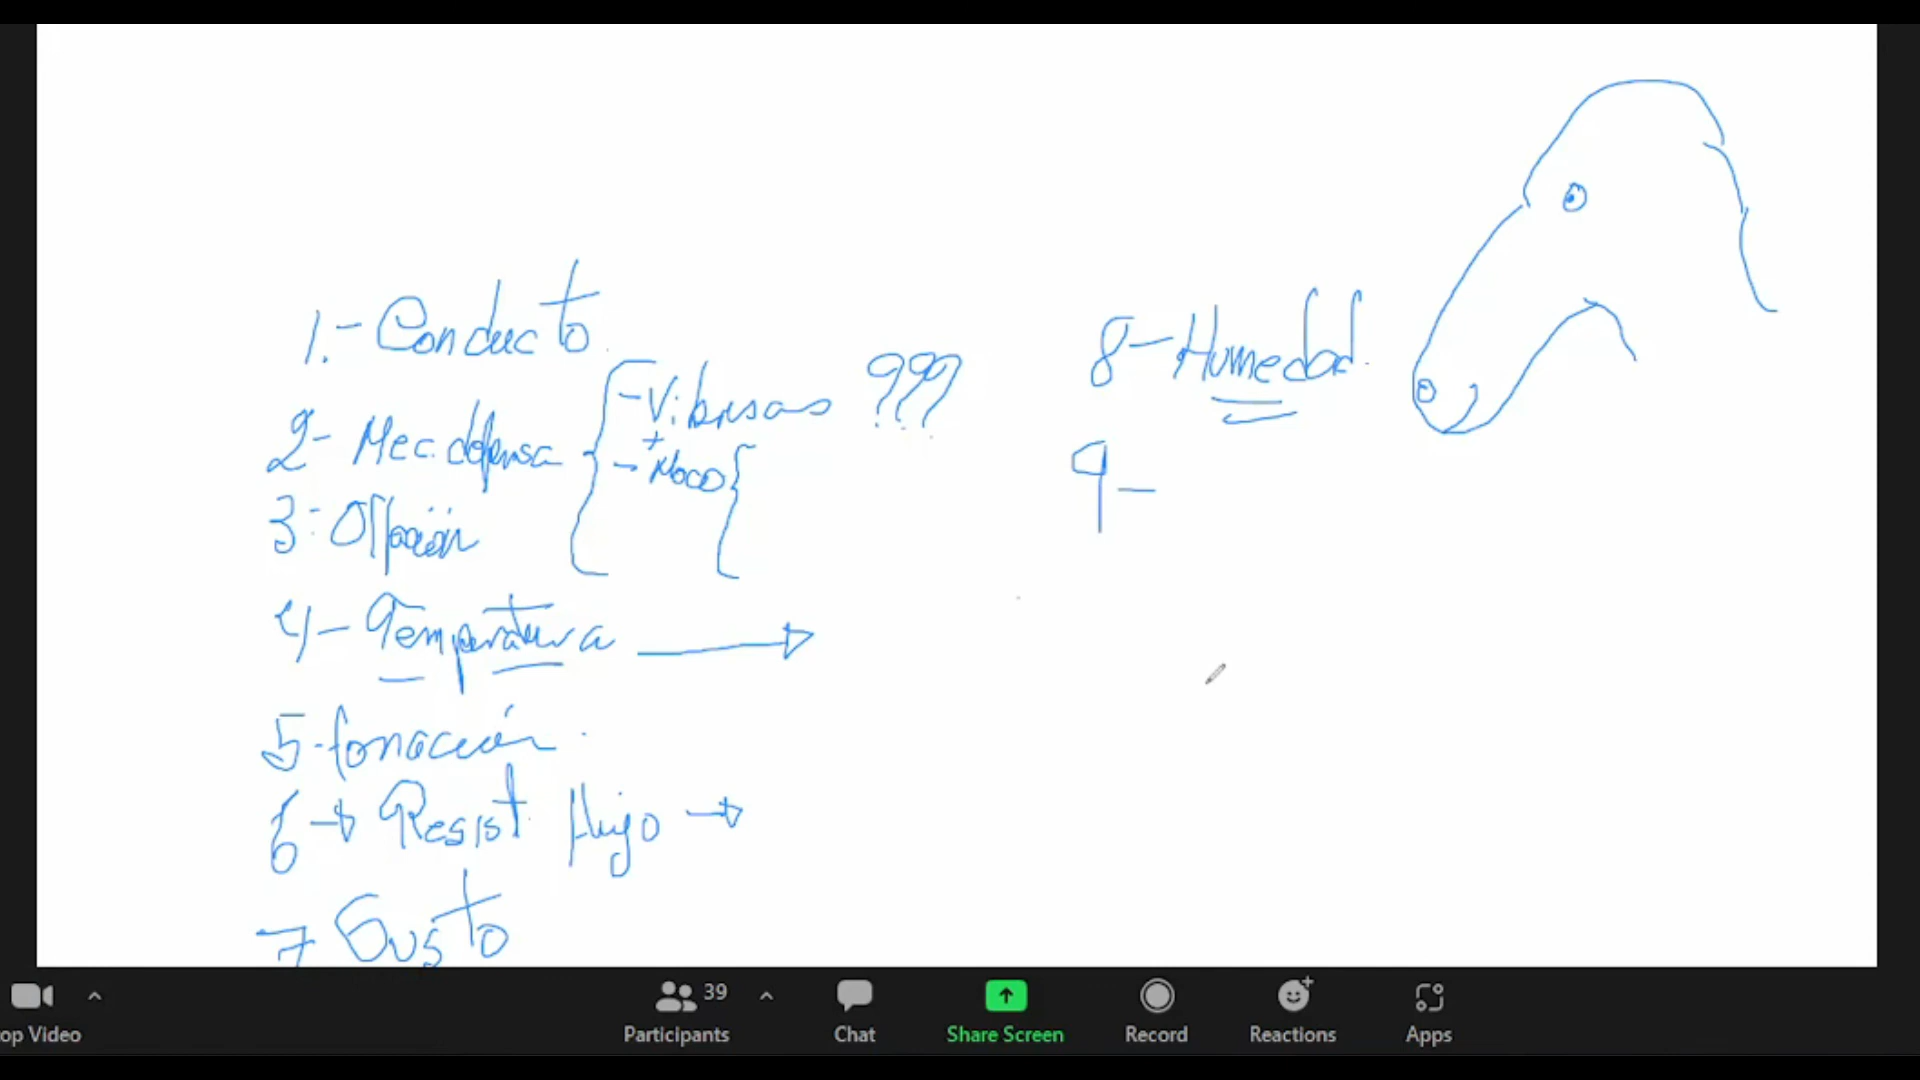 1.- Conducto
2- Mec. defensa
- Vibrisas ???
+
- Moco
3- Olfacción
4- Temperatura
5- fonación
6 → Resist flujo →
7 Gusto
8- Humedad.
9-
op Video
39
Participants
Chat
Share Screen
Record
Reactions
Apps